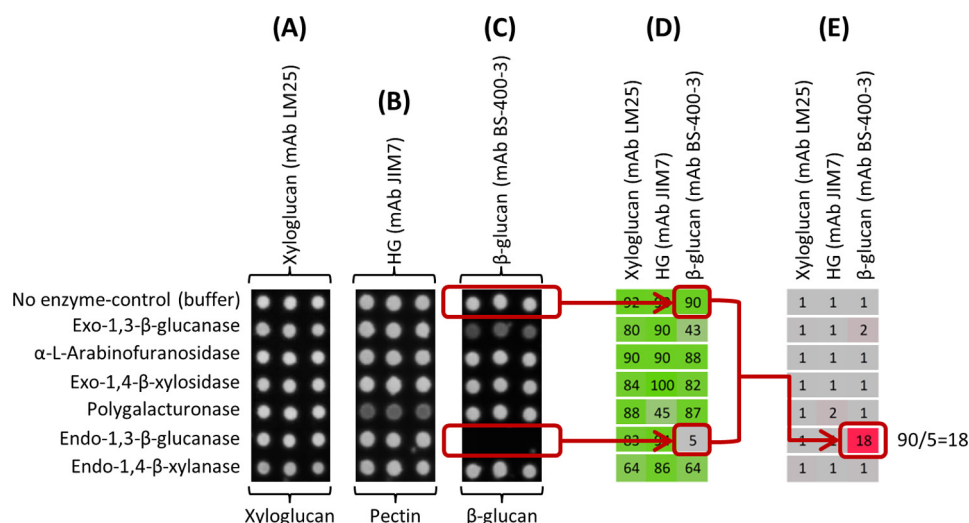 (A)
(B)
(C)
(D)
(E)
Xyloglucan (mAb LM25)
HG (mAb JIM7)
β-glucan (mAb BS-400-3)
Xyloglucan (mAb LM25)
HG (mAb JIM7)
β-glucan (mAb BS-400-3)
Xyloglucan (mAb LM25)
HG (mAb JIM7)
β-glucan (mAb BS-400-3)
No enzyme-control (buffer) 92 90 1 1 1
Exo-1,3-β-glucanase 80 90 43 1 1 2
α-L-Arabinofuranosidase 90 90 88 1 1 1
Exo-1,4-β-xylosidase 84 100 82 1 1 1
Polygalacturonase 88 45 87 1 2 1
Endo-1,3-β-glucanase 83 5 1 18 90/5=18
Endo-1,4-β-xylanase 64 86 64 1 1 1
Xyloglucan Pectin β-glucan